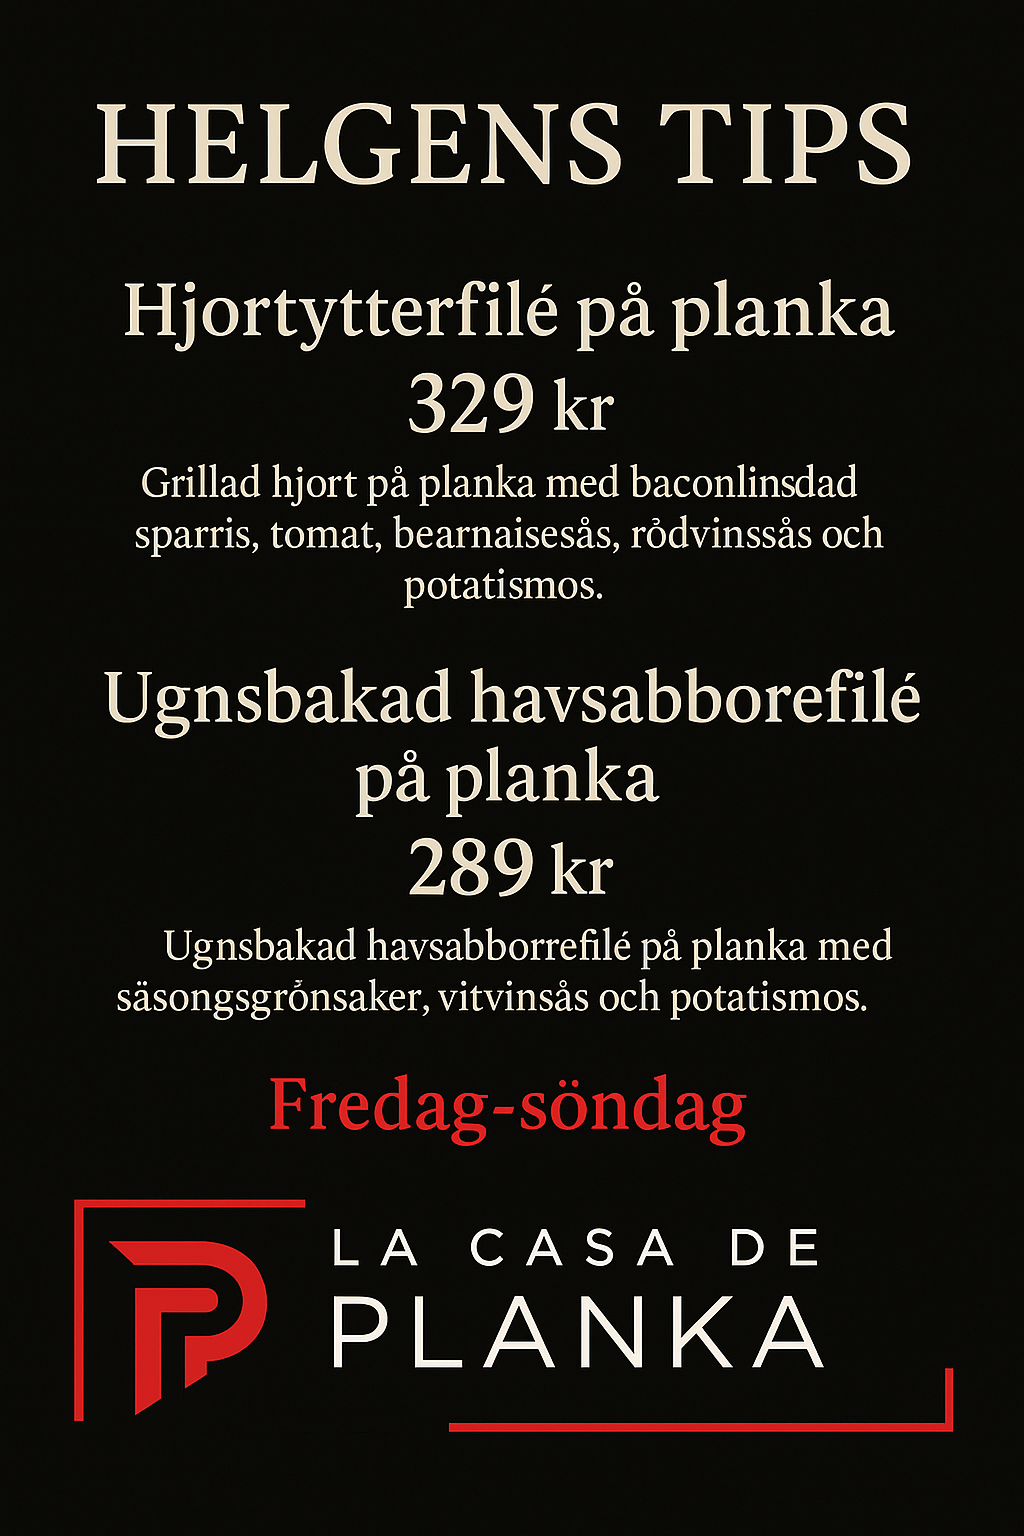 HELGENS TIPS
Hjortytterfilé på planka
329 kr
Grillad hjort på planka med baconlinsdad
sparris, tomat, bearnaisesås, rỏdvinssås och
potatismos.
Ugnsbakad havsabborefilé
på planka
289 kr
Ugnsbakad havsabborrefilé på planka med
säsongsgrỏnsaker, vitvinsås och potatismos.
Fredag-söndag
LA CASA DE
PLANKA